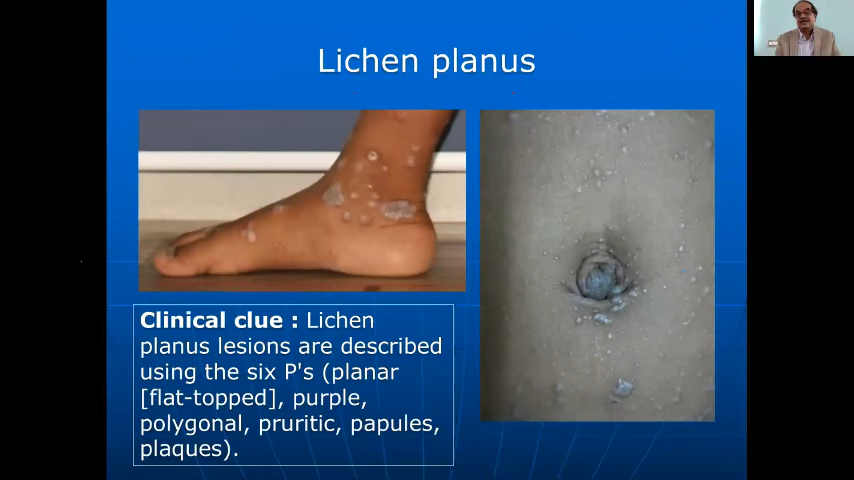 Lichen planus
Clinical clue : Lichen
planus lesions are described
using the six P's (planar
[flat-topped], purple,
polygonal, pruritic, papules,
plaques).